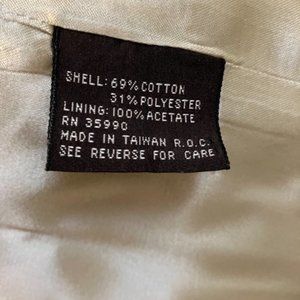 SHELL:69%COTTON
31%POLYESTER
LINING:100%ACETATE
RN 35990
MADE IN TAIWAN R.O.C.
SEE REVERSE FOR CARE